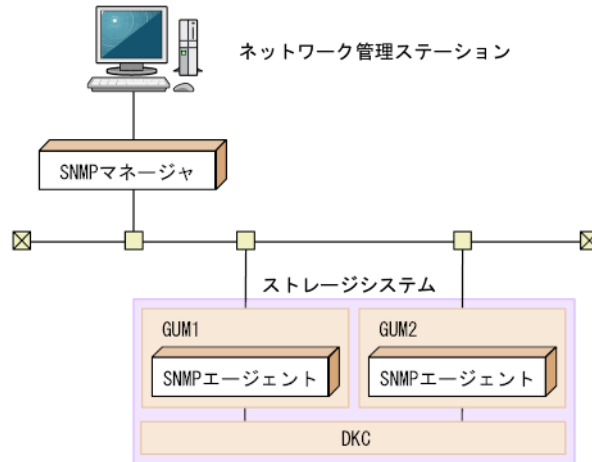 ネットワーク管理ステーション
SNMPマネージャ
ストレージシステム
GUM1
GUM2
SNMPエージェント
SNMPエージェント
DKC